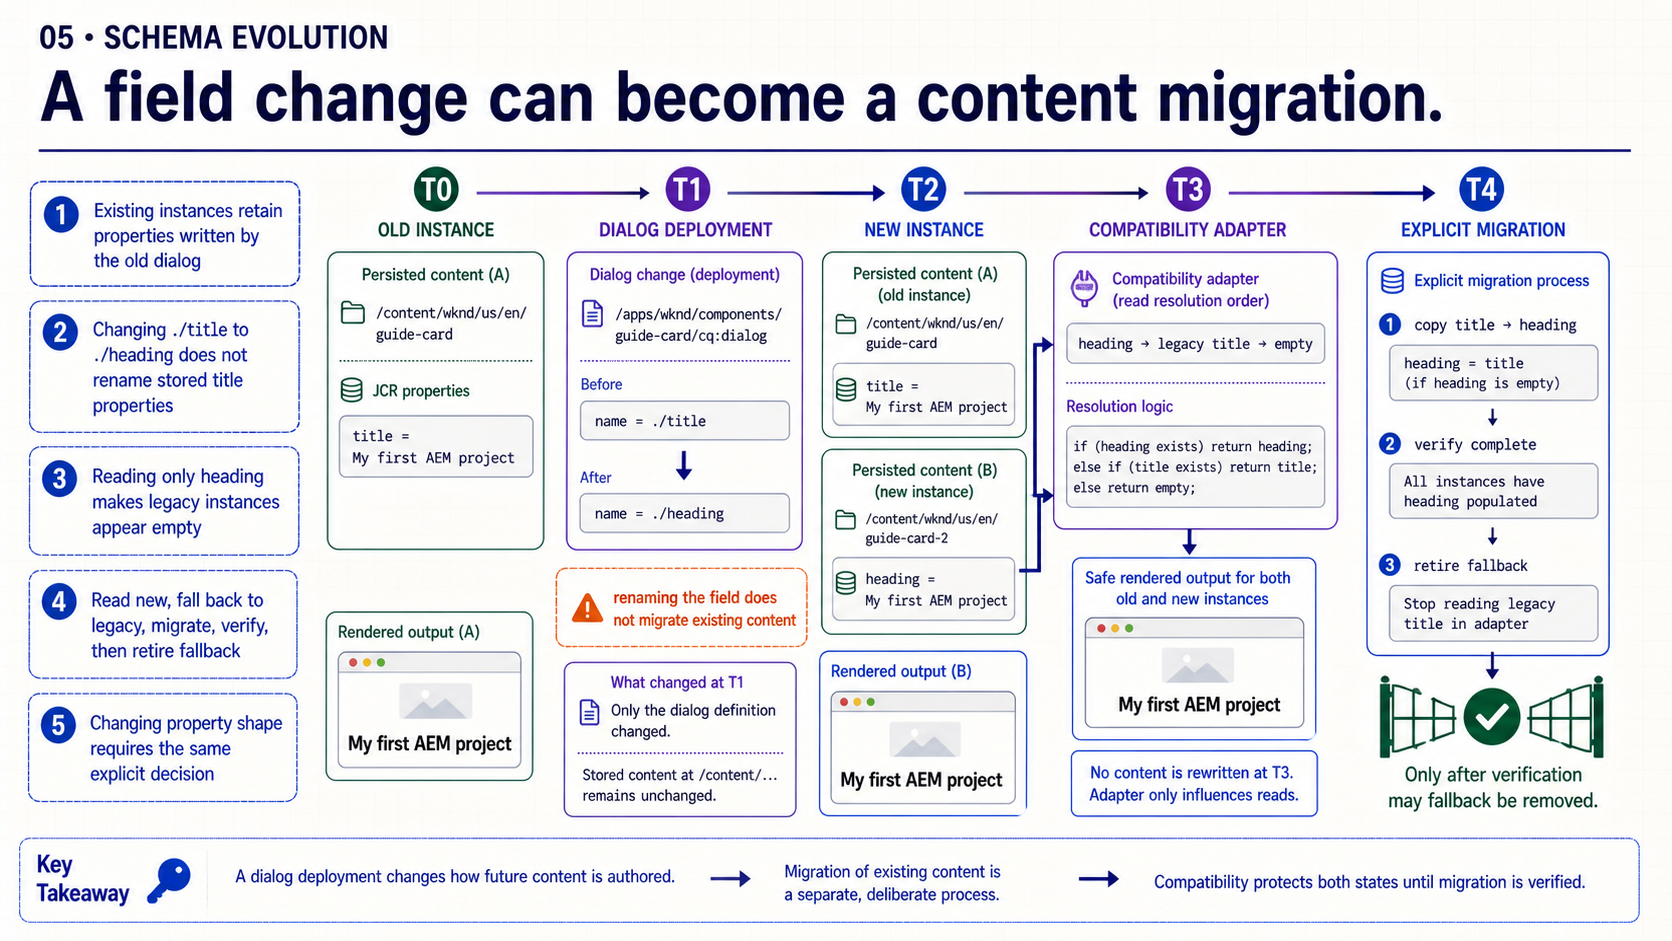 05 • SCHEMA EVOLUTION
A field change can become a content migration.
1
Existing instances retain
properties written by
the old dialog
2
Changing ./title to
./heading does not
rename stored title
properties
3
Reading only heading
makes legacy instances
appear empty
4
Read new, fall back to
legacy, migrate, verify,
then retire fallback
5
Changing property shape
requires the same
explicit decision
T0
OLD INSTANCE
Persisted content (A)
/content/wknd/us/en/
guide-card
JCR properties
title =
My first AEM project
Rendered output (A)
My first AEM project
T1
DIALOG DEPLOYMENT
Dialog change (deployment)
/apps/wknd/components/
guide-card/cq:dialog
Before
name = ./title
After
name = ./heading
renaming the field does
not migrate existing content
What changed at T1
Only the dialog definition
changed.
Stored content at /content/...
remains unchanged.
T2
NEW INSTANCE
Persisted content (A)
(old instance)
/content/wknd/us/en/
guide-card
title =
My first AEM project
Persisted content (B)
(new instance)
/content/wknd/us/en/
guide-card-2
heading =
My first AEM project
Rendered output (B)
My first AEM project
T3
COMPATIBILITY ADAPTER
Compatibility adapter
(read resolution order)
heading → legacy title → empty
Resolution logic
if (heading exists) return heading;
else if (title exists) return title;
else return empty;
Safe rendered output for both
old and new instances
My first AEM project
No content is rewritten at T3.
Adapter only influences reads.
T4
EXPLICIT MIGRATION
Explicit migration process
1 copy title → heading
heading = title
(if heading is empty)
2 verify complete
All instances have
heading populated
3 retire fallback
Stop reading legacy
title in adapter
Only after verification
may fallback be removed.
Key
Takeaway
A dialog deployment changes how future content is authored.
Migration of existing content is
a separate, deliberate process.
Compatibility protects both states until migration is verified.